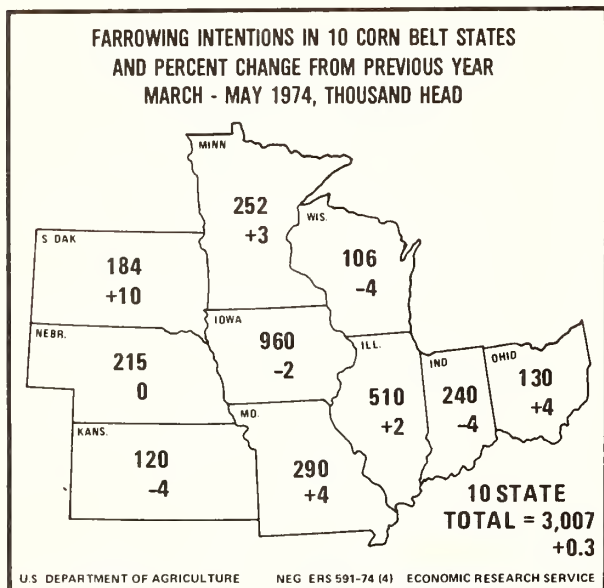 FARROWING INTENTIONS IN 10 CORN BELT STATES
AND PERCENT CHANGE FROM PREVIOUS YEAR
MARCH - MAY 1974, THOUSAND HEAD
MINN
252
+3
WIS.
106
-4
S DAK
184
+10
NEBR.
215
0
IOWA
960
-2
ILL.
510
+2
IND
240
-4
OHIO
130
+4
KANS.
120
-4
MO.
290
+4
10 STATE
TOTAL = 3,007
+0.3
U.S. DEPARTMENT OF AGRICULTURE NEG ERS 591-74 (4) ECONOMIC RESEARCH SERVICE